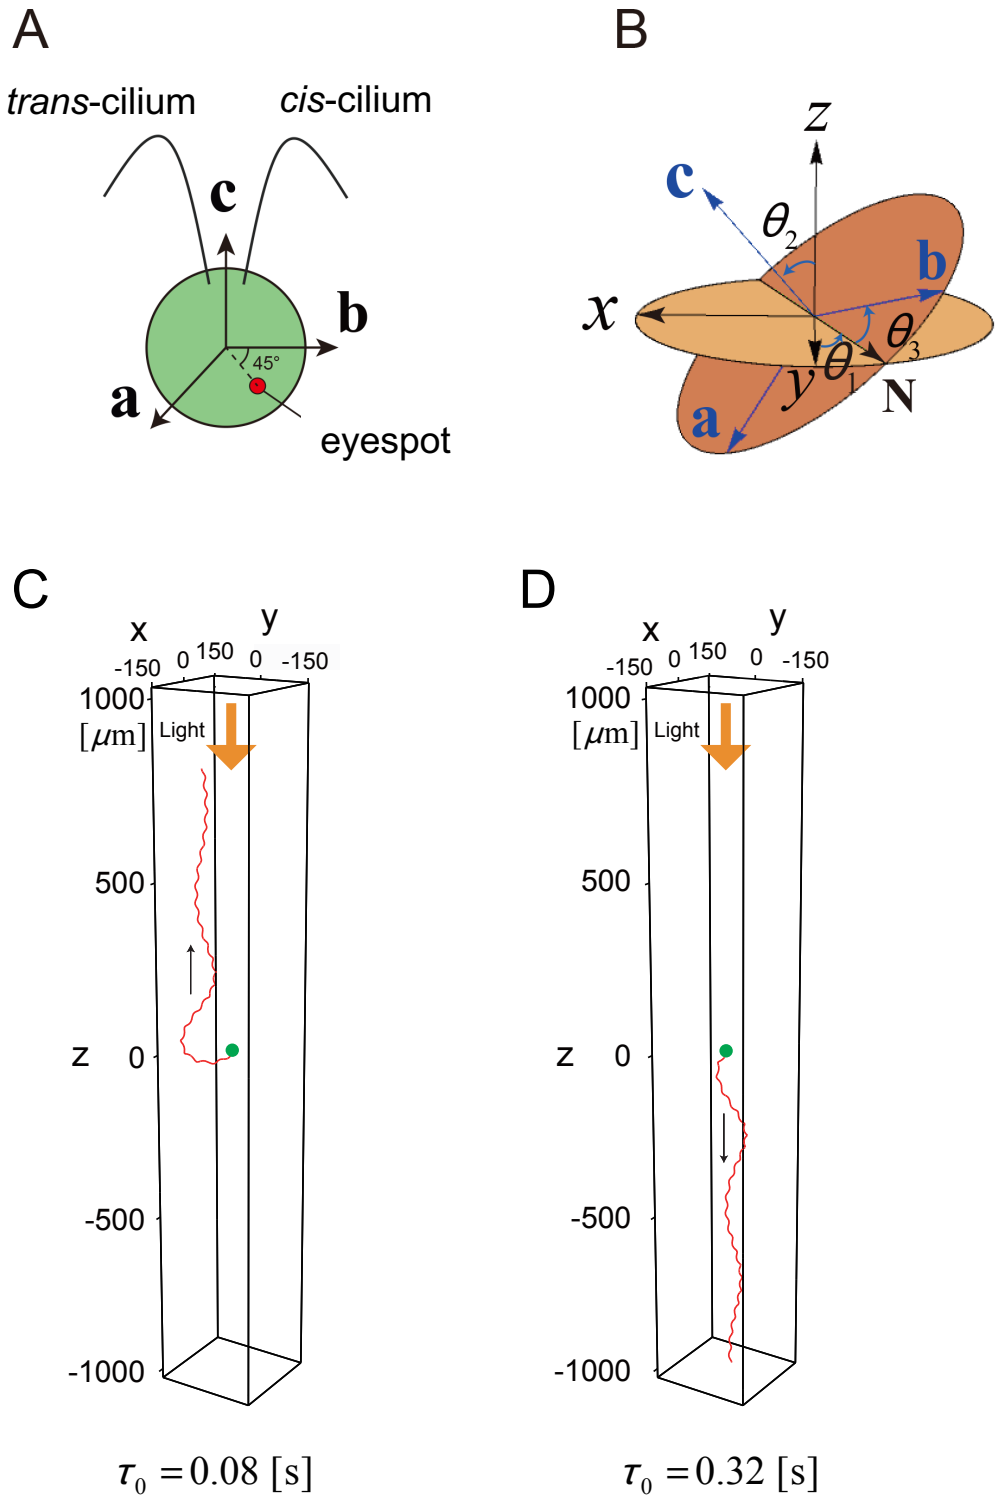 A
B
trans-cilium
cis-cilium
c
b
45°
a
eyespot
z
c
θ2
b
x
θ3
y
θ1
N
a
C
D
x
y
-150
0
150
0
-150
1000
[μm]
Light
500
z
0
-500
-1000
τ0 = 0.08 [s]
x
y
-150
0
150
0
-150
1000
[μm]
Light
500
z
0
-500
-1000
τ0 = 0.32 [s]